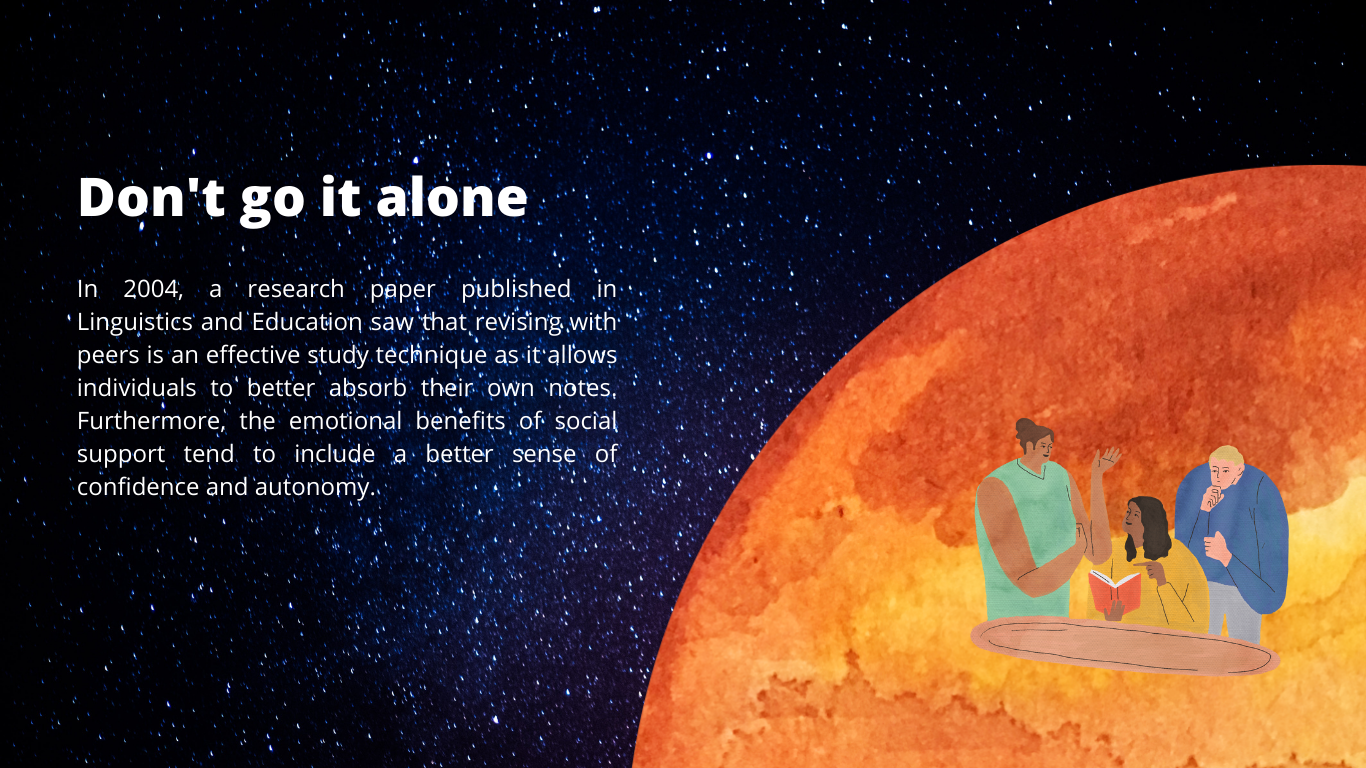 Don't go it alone
In 2004, a research paper published in
Linguistics and Education saw that revising with
peers is an effective study technique as it allows
individuals to better absorb their own notes.
Furthermore, the emotional benefits of social
support tend to include a better sense of
confidence and autonomy.